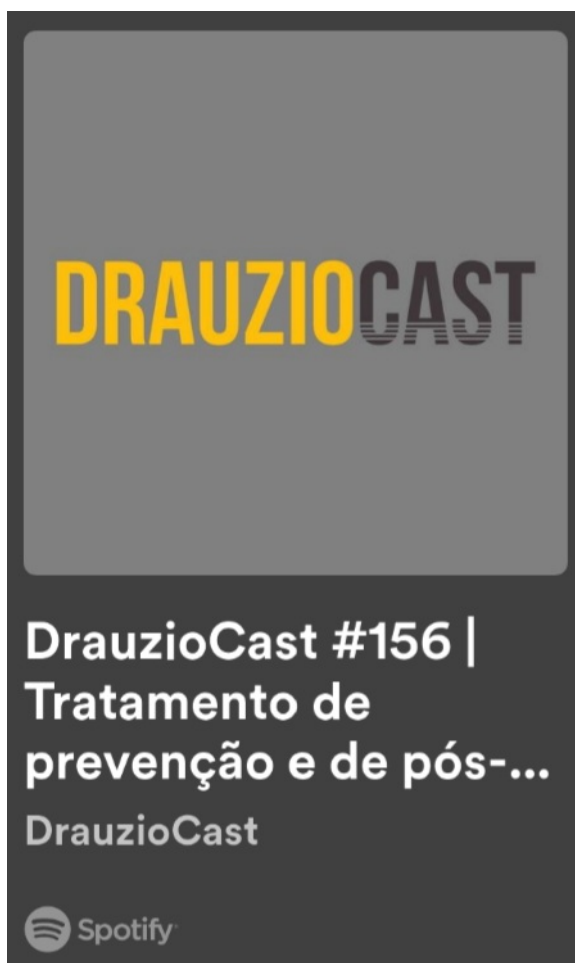 DRAUZIOCAST
DrauzioCast #156 |
Tratamento de
prevenção e de pós-...
DrauzioCast
Spotify